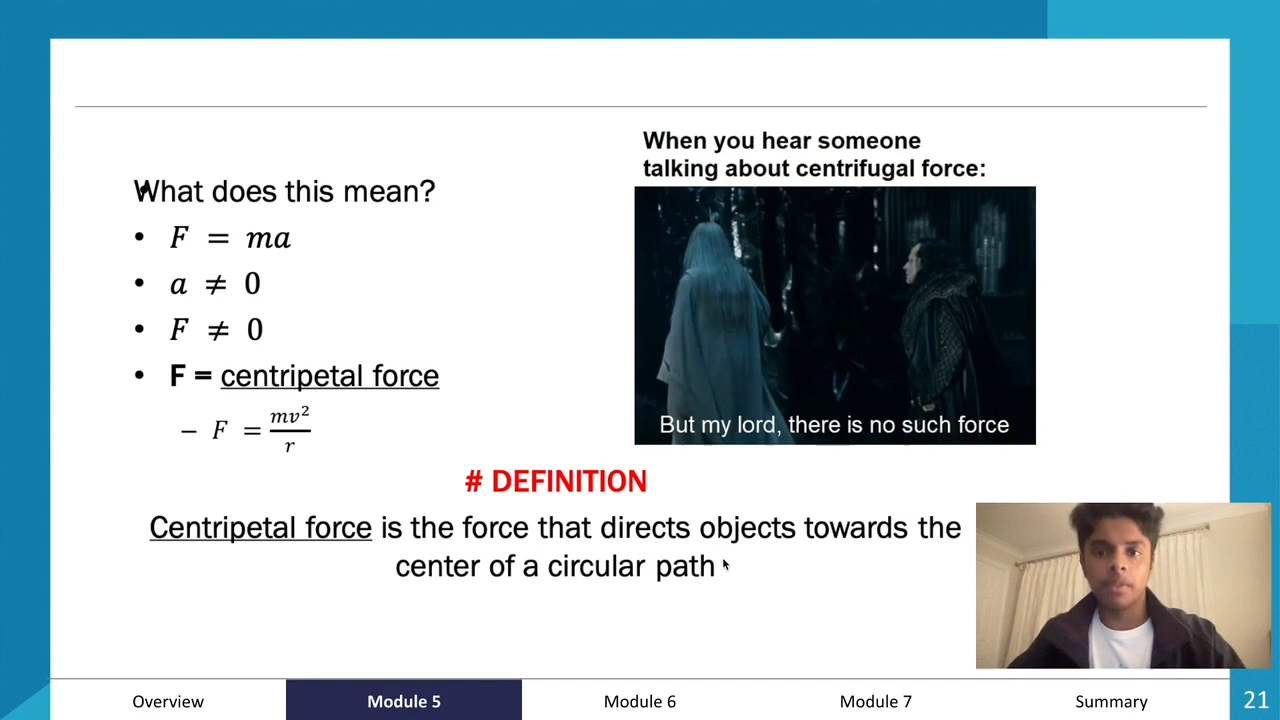 When you hear someone
talking about centrifugal force:
What does this mean?
• F = ma
• a ≠ 0
• F ≠ 0
• F = centripetal force
– F = mv²/r
But my lord, there is no such force
# DEFINITION
Centripetal force is the force that directs objects towards the
center of a circular path
Overview
Module 5
Module 6
Module 7
Summary
21